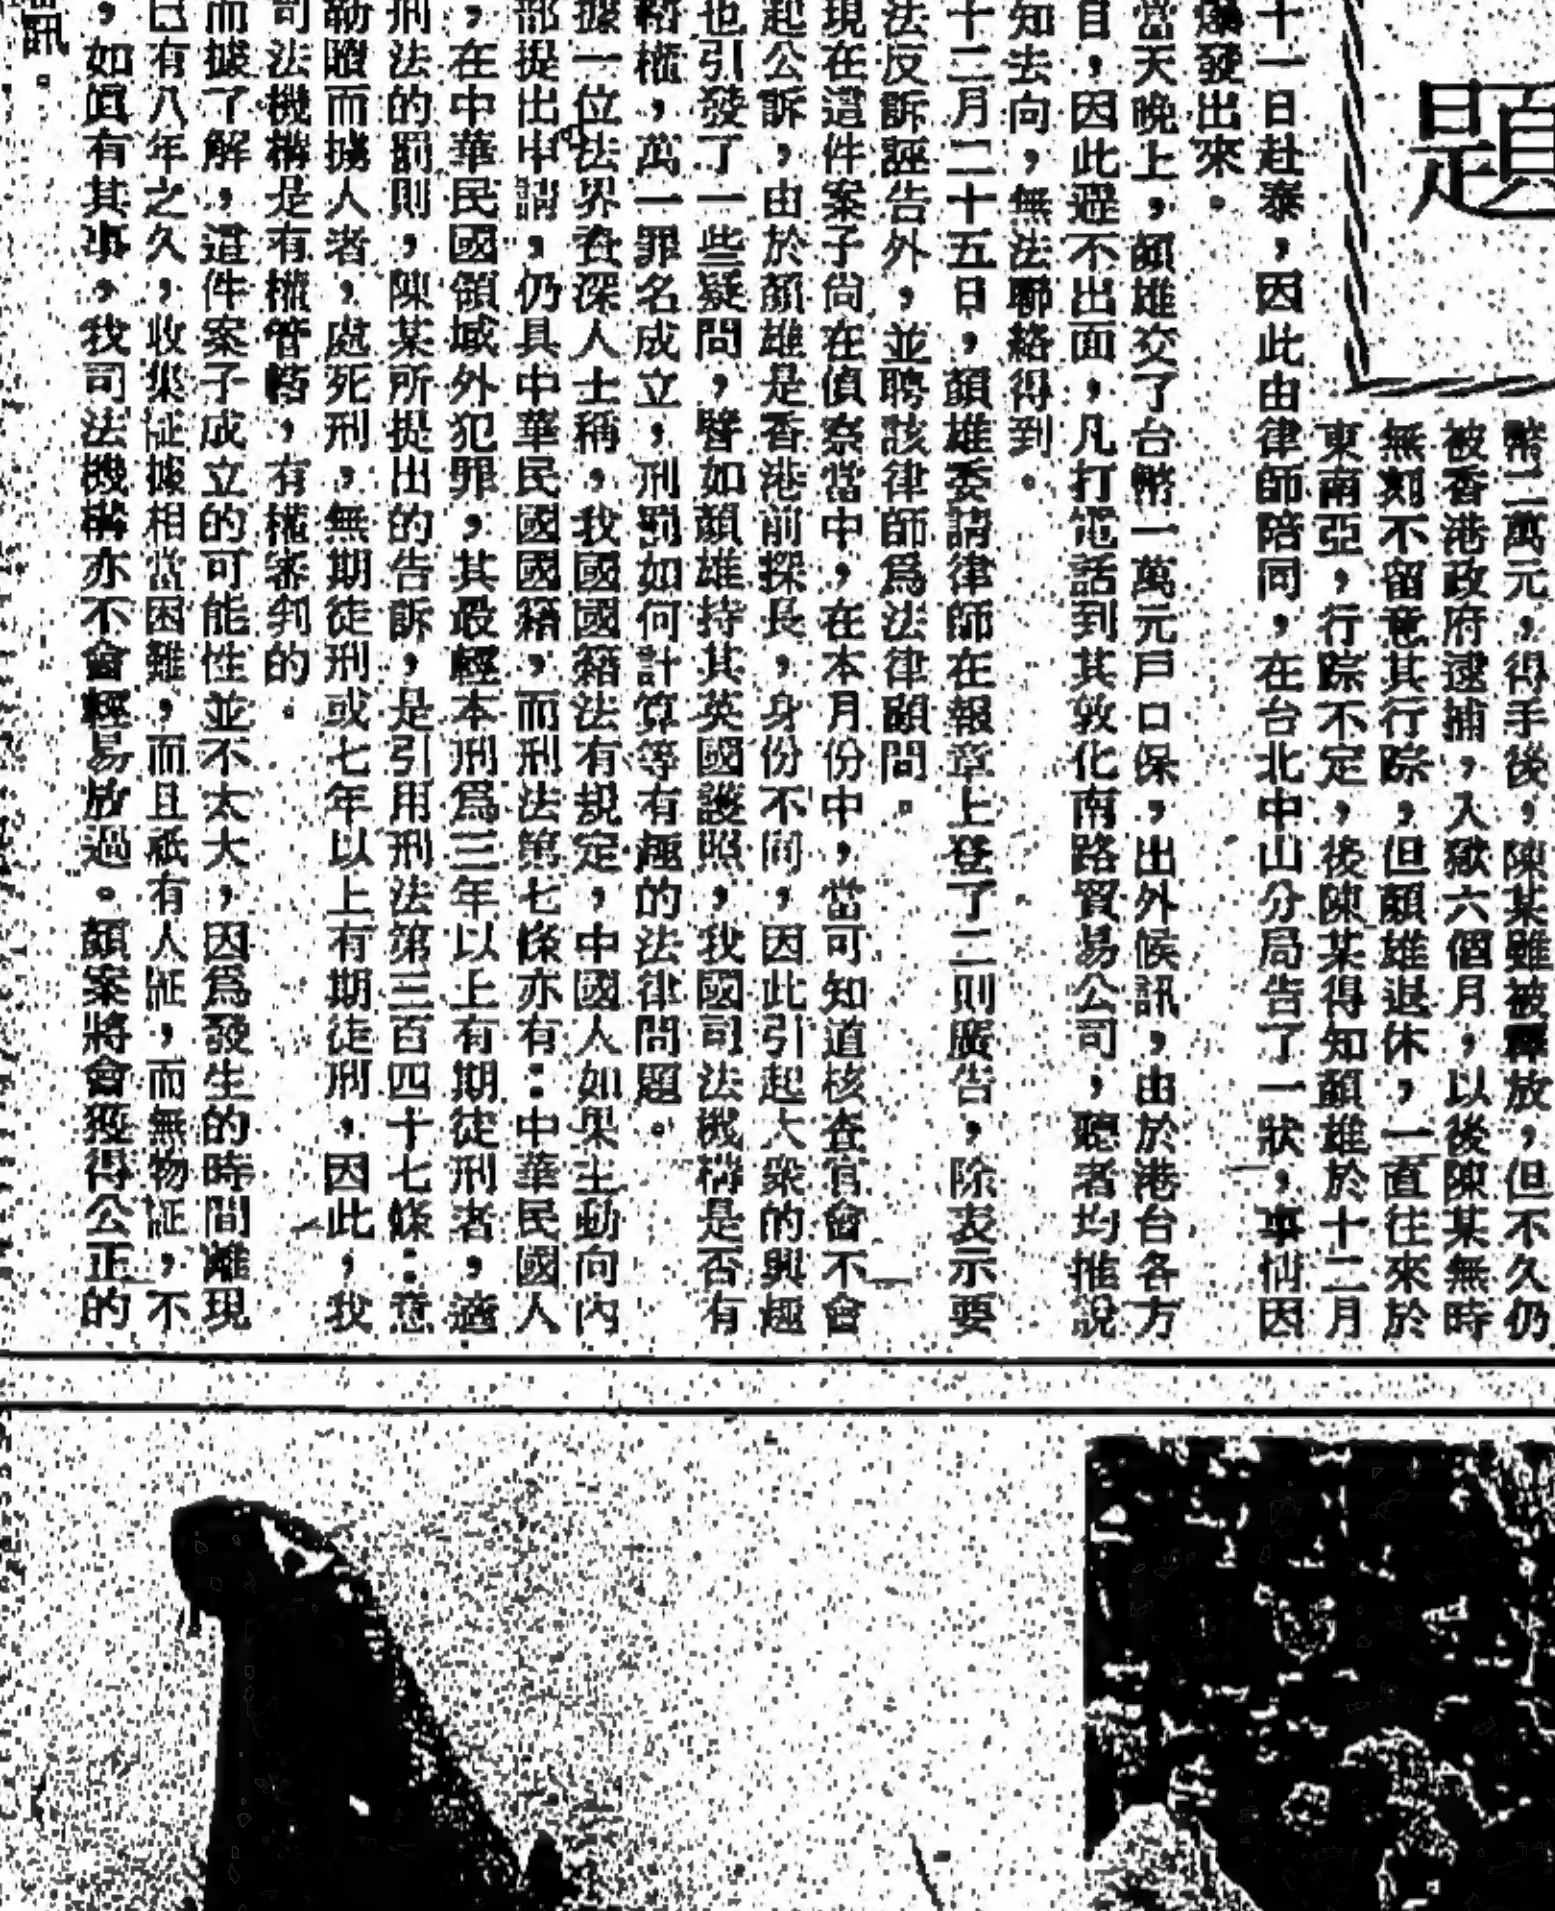 題
幣二萬元，得手後，陳某雖被釋放，但不久仍
被香港政府逮捕，入獄六個月，以後陳某無時
無刻不留意其行踪，但顏雄退休，一直往來於
東南亞，行踪不定，後陳某得知顏雄於十二月
十一日赴泰，因此由律師陪同，在台北中山分局告了一狀，事情因
爆發出來。
當天晚上，顏雄交了台幣一萬元戶口保，出外候訊，由於港台各方
目，因此避不出面，凡打電話到其敦化南路貿易公司，聽者均推說
知去向，無法聯絡得到。
十二月二十五日，顏雄委請律師在報章上登了二則廣告，除表示要
法反訴誣告外，並聘該律師爲法律顧問。
現在這件案子尚在偵察當中，在本月份中，當可知道核查官會不會
起公訴，由於顏雄是香港前探長，身份不同，因此引起大衆的興趣
也引發了一些疑問，譬如顏雄持其英國護照，我國司法機構是否有
轄權，萬一罪名成立，刑罰如何計算等有趣的法律問題。
據一位法界資深人士稱，我國國籍法有規定，中國人如果主動向內
部提出申請，仍具中華民國國籍，而刑法第七條亦有：中華民國人
，在中華民國領域外犯罪，其最輕本刑爲三年以上有期徒刑者，適
刑法的罰則，陳某所提出的告訴，是引用刑法第三百四十七條：意
勒贖而擄人者，處死刑，無期徒刑或七年以上有期徒刑，因此，我
司法機構是有權管轄，有權審判的。
而據了解，這件案子成立的可能性並不太大，因爲發生的時間離現
已有八年之久，收集証據相當困難，而且祇有人証，而無物証，不
，如眞有其事，我司法機構亦不會輕易放過。顏案將會獲得公正的
訊。